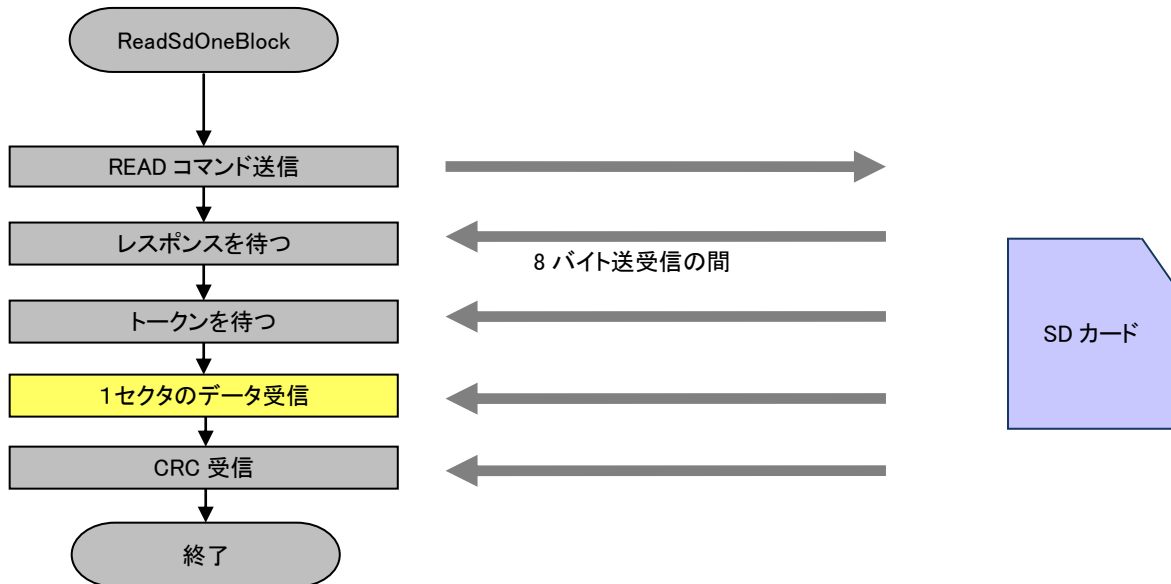 ReadSdOneBlock
READ コマンド送信
レスポンスを待つ
8 バイト送受信の間
トークンを待つ
SD カード
1セクタのデータ受信
CRC 受信
終了